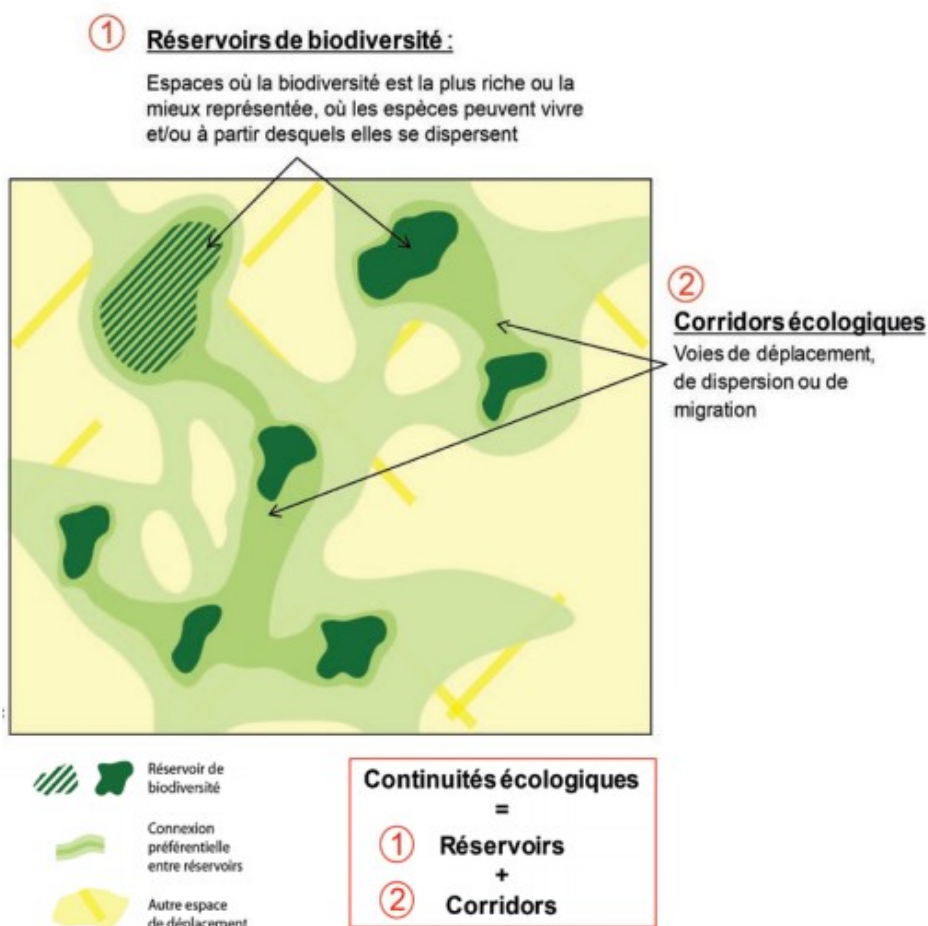 ① Réservoirs de biodiversité :
Espaces où la biodiversité est la plus riche ou la
mieux représentée, où les espèces peuvent vivre
et/ou à partir desquels elles se dispersent
②
Corridors écologiques
Voies de déplacement,
de dispersion ou de
migration
Réservoir de
biodiversité
Connexion
préférentielle
entre réservoirs
Autre espace
de déplacement
Continuités écologiques
=
① Réservoirs
+
② Corridors